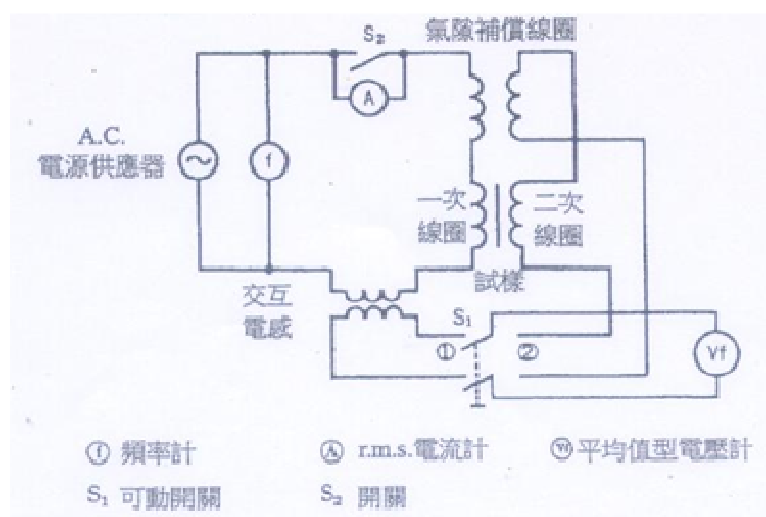 S₂
氣隙補償線圈
A
A.C.
電源供應器
f
一次
線圈
二次
線圈
試樣
交互
電感
S₁
①
②
Vf
ⓕ 頻率計
Ⓐ r.m.s.電流計
Ⓥf 平均值型電壓計
S₁ 可動開關
S₂ 開關